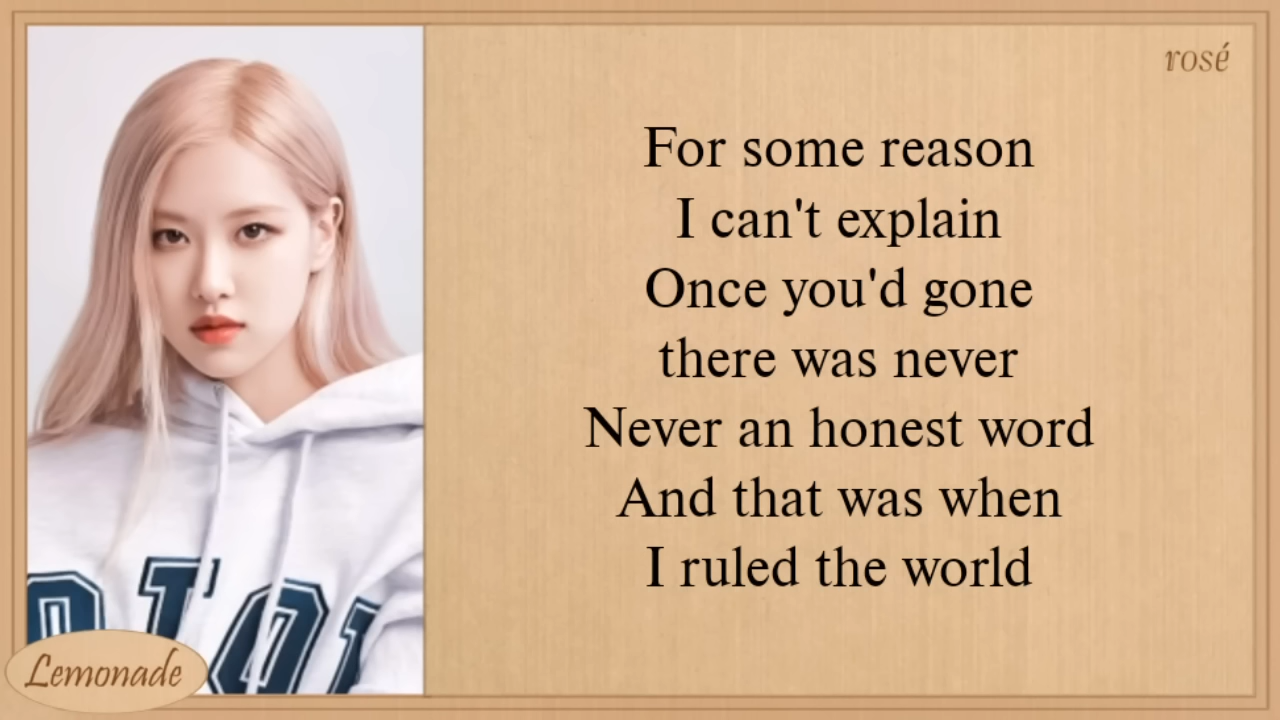 rosé
For some reason
I can't explain
Once you'd gone
there was never
Never an honest word
And that was when
I ruled the world
Lemonade